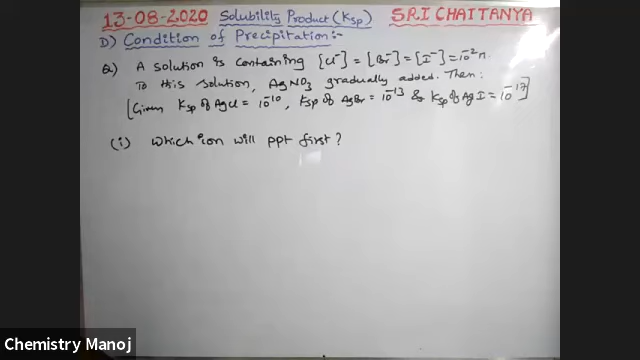 13-08-2020 Solubility Product (Ksp) SRI CHAITANYA
D) Condition of Precipitation:-
Q) A solution is containing [Cl⁻] = [Br⁻] = [I⁻] = 10⁻² M.
To this solution, AgNO₃ gradually added. Then:
[Given Ksp of AgCl = 10⁻¹⁰, Ksp of AgBr = 10⁻¹³ & Ksp of AgI = 10⁻¹⁷]
(i) Which ion will ppt first?
Chemistry Manoj